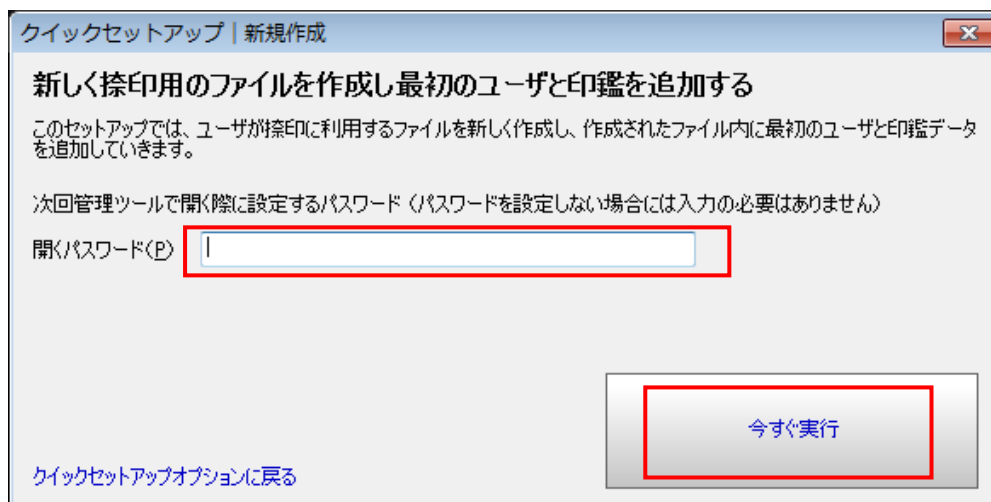 クイックセットアップ | 新規作成
新しく捺印用のファイルを作成し最初のユーザと印鑑を追加する
このセットアップでは、ユーザが捺印に利用するファイルを新しく作成し、作成されたファイル内に最初のユーザと印鑑データ
を追加していきます。
次回管理ツールで開く際に設定するパスワード（パスワードを設定しない場合には入力の必要はありません）
開くパスワード(P)
今すぐ実行
クイックセットアップオプションに戻る